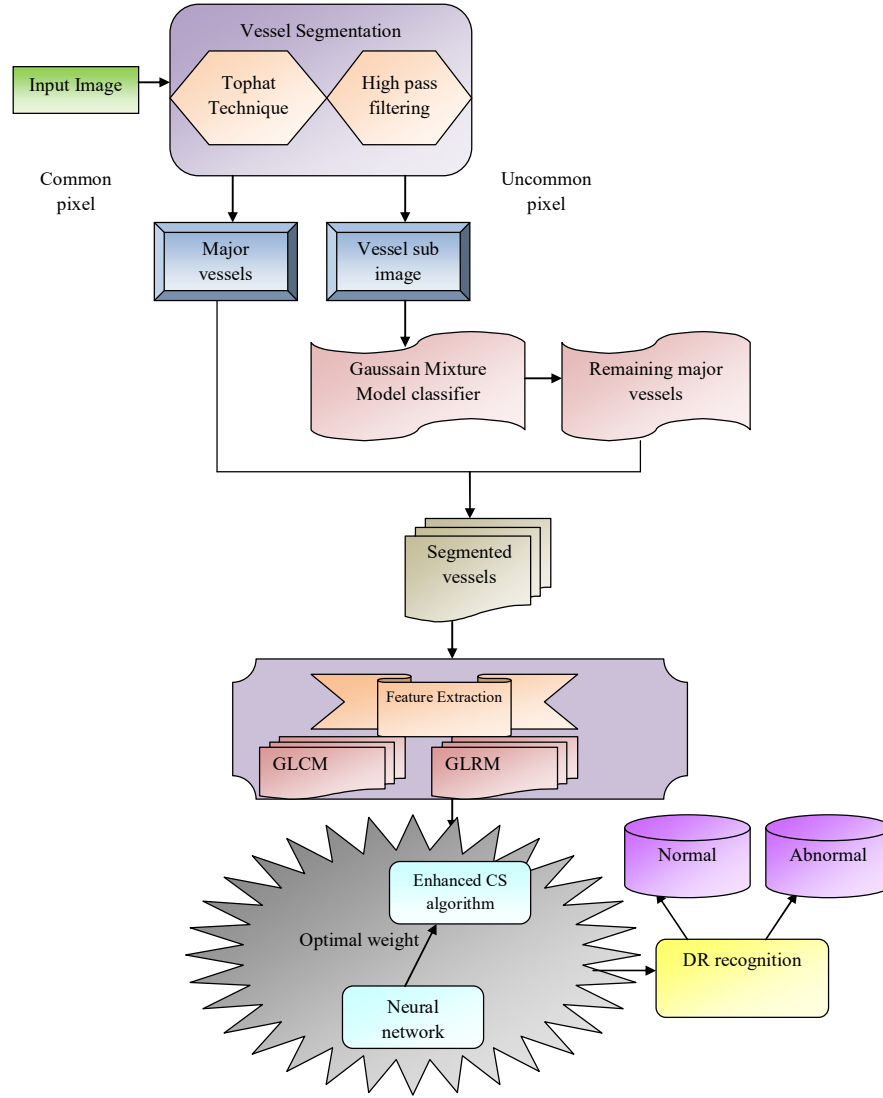 Vessel Segmentation
Input Image
Tophat
Technique
High pass
filtering
Common
pixel
Uncommon
pixel
Major
vessels
Vessel sub
image
Gaussain Mixture
Model classifier
Remaining major
vessels
Segmented
vessels
Feature Extraction
GLCM
GLRM
Normal
Abnormal
Enhanced CS
algorithm
Optimal weight
DR recognition
Neural
network